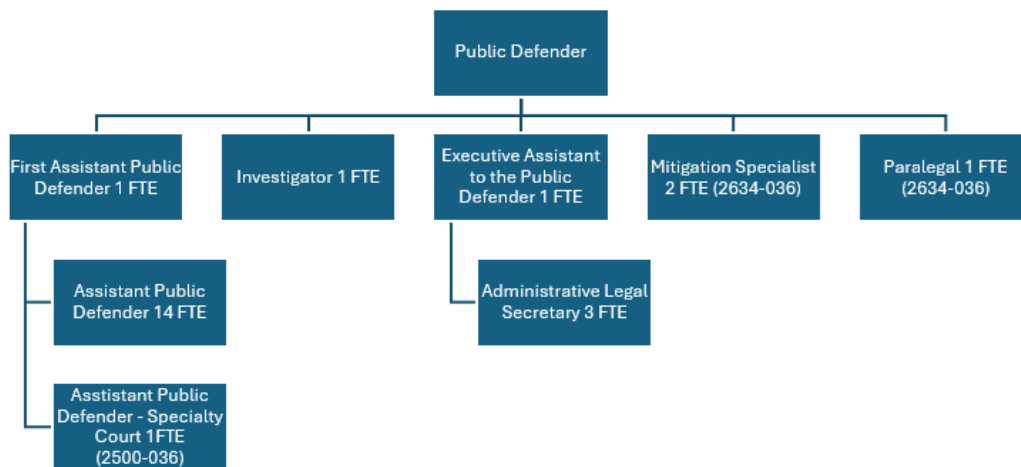 Public Defender
First Assistant Public
Defender 1 FTE
Investigator 1 FTE
Executive Assistant
to the Public
Defender 1 FTE
Mitigation Specialist
2 FTE (2634-036)
Paralegal 1 FTE
(2634-036)
Assistant Public
Defender 14 FTE
Administrative Legal
Secretary 3 FTE
Asstistant Public
Defender - Specialty
Court 1FTE
(2500-036)